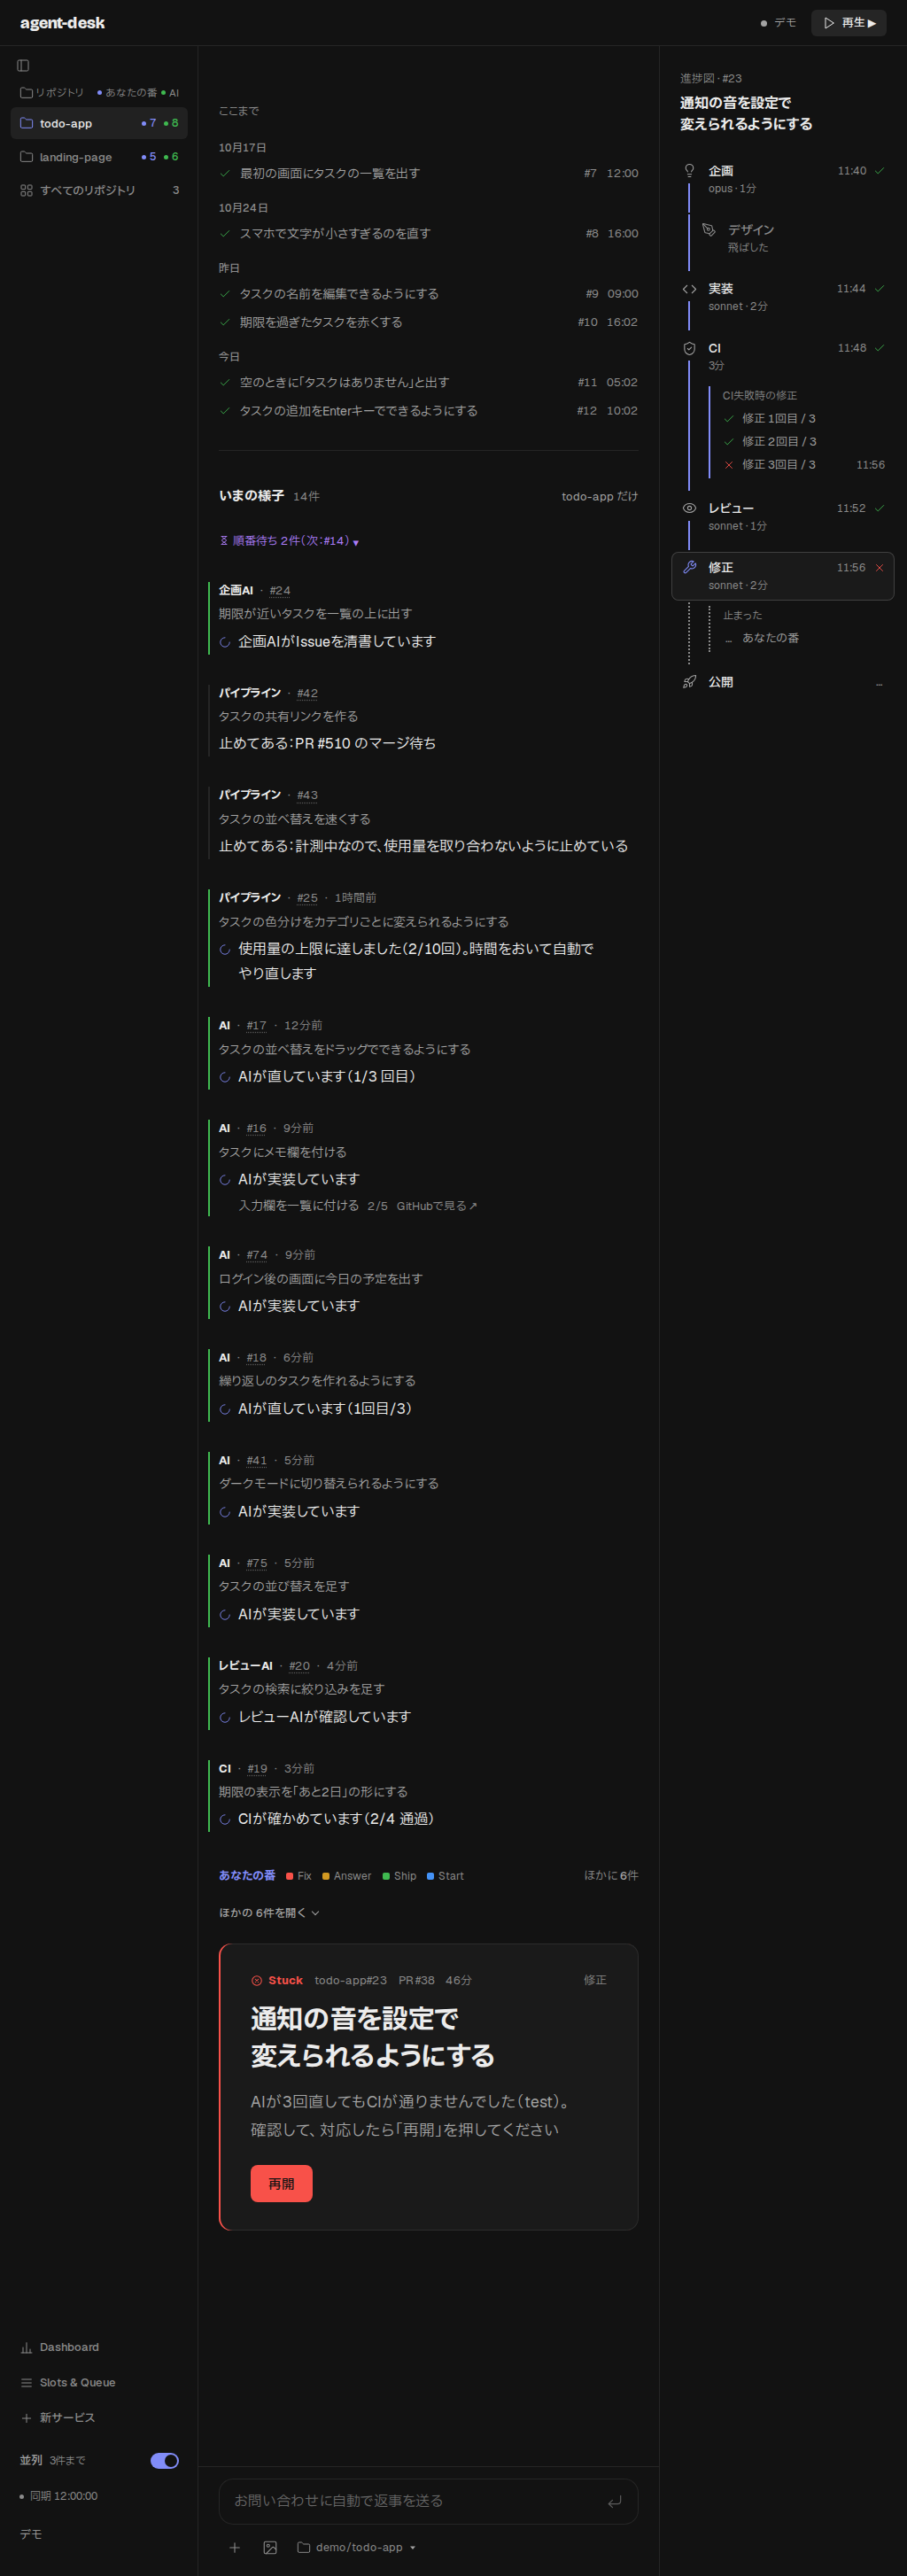 agent-desk
デモ
再生 ▶
リポジトリ
あなたの番
AI
todo-app
7
8
landing-page
5
6
すべてのリポジトリ
3
ここまで
10月17日
最初の画面にタスクの一覧を出す #7 12:00
10月24日
スマホで文字が小さすぎるのを直す #8 16:00
昨日
タスクの名前を編集できるようにする #9 09:00
期限を過ぎたタスクを赤くする #10 16:02
今日
空のときに「タスクはありません」と出す #11 05:02
タスクの追加をEnterキーでできるようにする #12 10:02
いまの様子 14件
todo-app だけ
順番待ち 2件(次:#14) ▾
企画AI · #24
期限が近いタスクを一覧の上に出す
企画AIがIssueを清書しています
パイプライン · #42
タスクの共有リンクを作る
止めてある:PR #510 のマージ待ち
パイプライン · #43
タスクの並べ替えを速くする
止めてある:計測中なので、使用量を取り合わないように止めている
パイプライン · #25 · 1時間前
タスクの色分けをカテゴリごとに変えられるようにする
使用量の上限に達しました(2/10回)。時間をおいて自動で
やり直します
AI · #17 · 12分前
タスクの並べ替えをドラッグでできるようにする
AIが直しています(1/3 回目)
AI · #16 · 9分前
タスクにメモ欄を付ける
AIが実装しています
入力欄を一覧に付ける 2/5 GitHubで見る ↗
AI · #74 · 9分前
ログイン後の画面に今日の予定を出す
AIが実装しています
AI · #18 · 6分前
繰り返しのタスクを作れるようにする
AIが直しています(1回目/3)
AI · #41 · 5分前
ダークモードに切り替えられるようにする
AIが実装しています
AI · #75 · 5分前
タスクの並び替えを足す
AIが実装しています
レビューAI · #20 · 4分前
タスクの検索に絞り込みを足す
レビューAIが確認しています
CI · #19 · 3分前
期限の表示を「あと2日」の形にする
CIが確かめています(2/4 通過)
あなたの番 Fix Answer Ship Start
ほかに 6件
ほかの 6件を開く
Stuck todo-app#23 PR#38 46分
修正
通知の音を設定で
変えられるようにする
AIが3回直してもCIが通りませんでした(test)。
確認して、対応したら「再開」を押してください
再開
お問い合わせに自動で返事を送る
demo/todo-app ▾
進捗図 · #23
通知の音を設定で
変えられるようにする
企画 11:40
opus · 1分
デザイン
飛ばした
実装 11:44
sonnet · 2分
CI 11:48
3分
CI失敗時の修正
修正 1回目 / 3
修正 2回目 / 3
修正 3回目 / 3 11:56
レビュー 11:52
sonnet · 1分
修正 11:56
sonnet · 2分
止まった
… あなたの番
公開 …
Dashboard
Slots & Queue
新サービス
並列 3件まで
同期 12:00:00
デモ